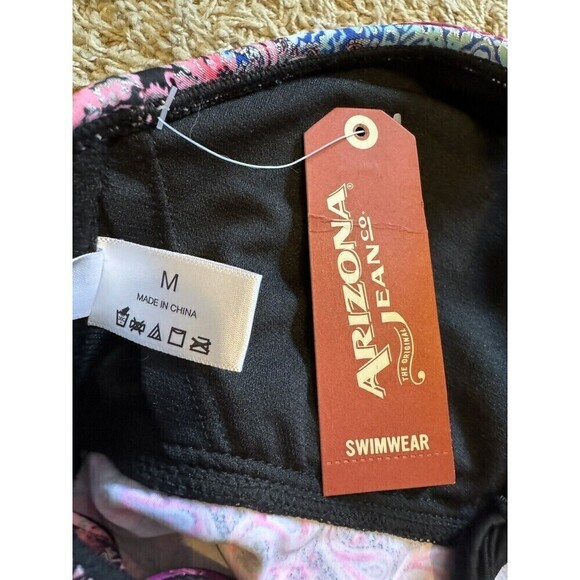 M
MADE IN CHINA
ARIZONA®
JEAN CO.
THE ORIGINAL
SWIMWEAR